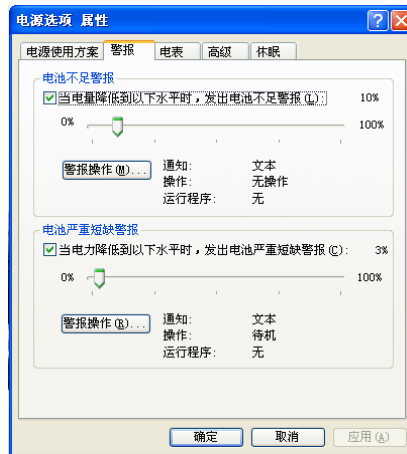 电源选项 属性
电源使用方案 警报 电表 高级 休眠
电池不足警报
当电量降低到以下水平时，发出电池不足警报(L): 10%
0% 100%
警报操作(M)... 通知: 文本
操作: 无操作
运行程序: 无
电池严重短缺警报
当电力降低到以下水平时，发出电池严重短缺警报(C): 3%
0% 100%
警报操作(R)... 通知: 文本
操作: 待机
运行程序: 无
确定 取消 应用(A)